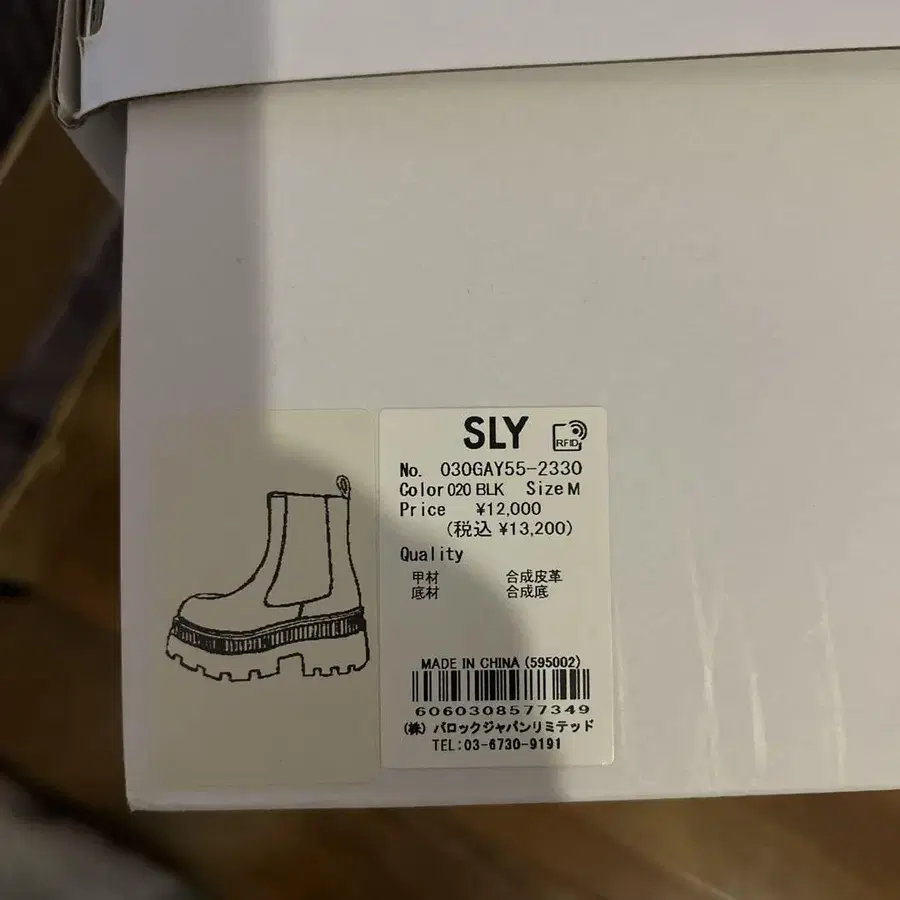 SLY RFID
No. 030GAY55-2330
Color 020 BLK Size M
Price ¥12,000
(税込 ¥13,200)
Quality
甲材 合成皮革
底材 合成底
MADE IN CHINA (595002)
6060308577349
(株) バロックジャパンリミテッド
TEL:03-6730-9191